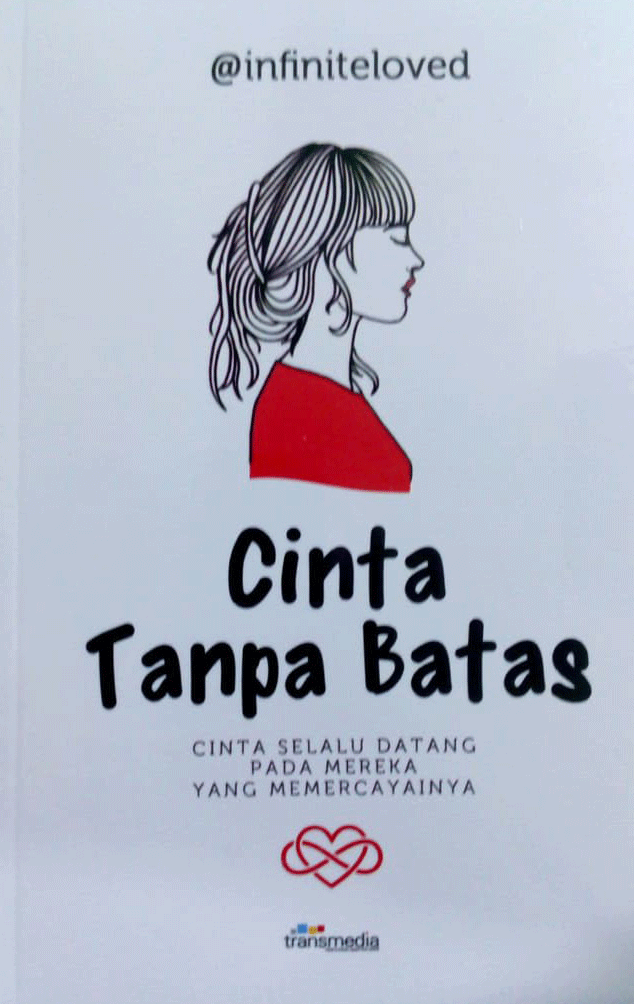 @infiniteloved
Cinta
Tanpa Batas
CINTA SELALU DATANG
PADA MEREKA
YANG MEMERCAYAINYA
transmedia